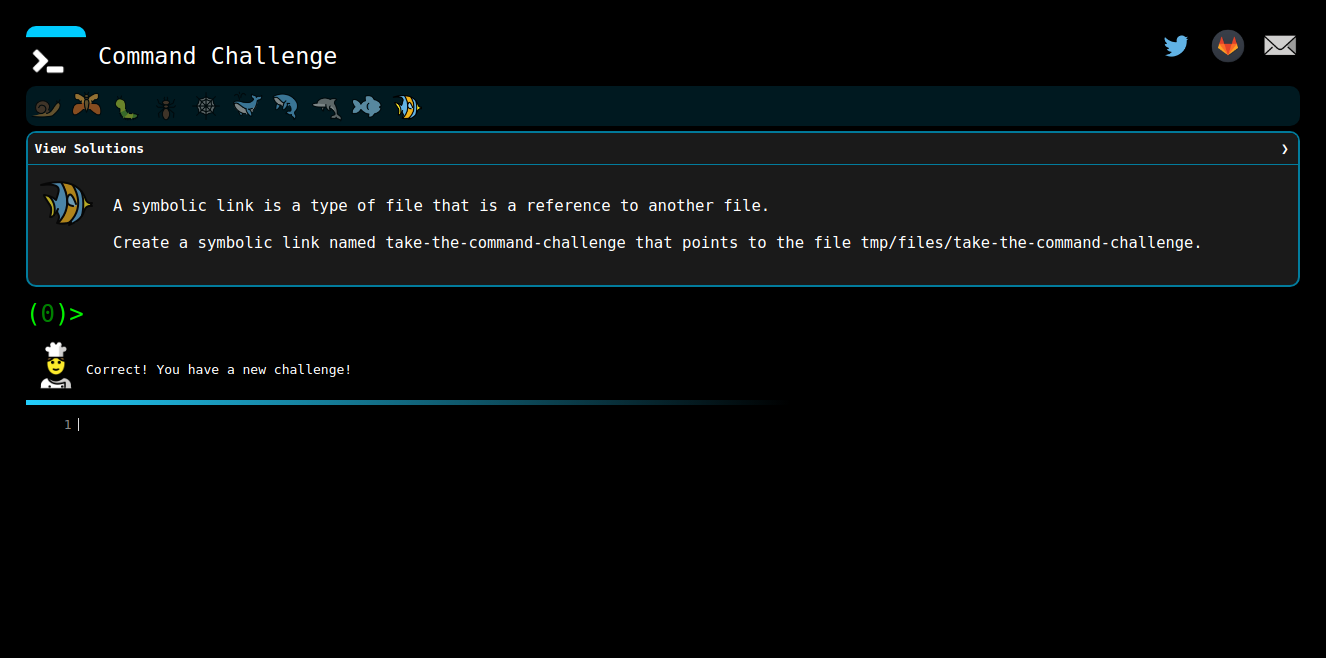 Command Challenge
View Solutions ❯
A symbolic link is a type of file that is a reference to another file.
Create a symbolic link named take-the-command-challenge that points to the file tmp/files/take-the-command-challenge.
(0)>
Correct! You have a new challenge!
1